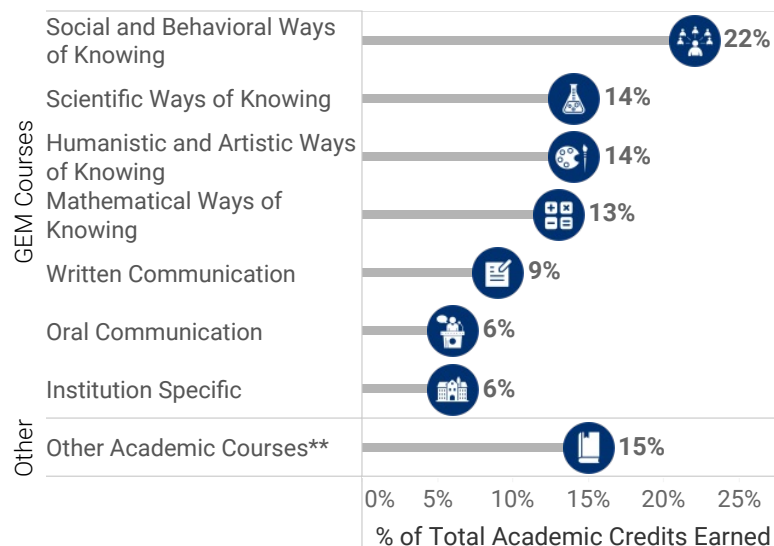 GEM Courses
Social and Behavioral Ways
of Knowing
22%
Scientific Ways of Knowing
14%
Humanistic and Artistic Ways
of Knowing
14%
Mathematical Ways of
Knowing
13%
Written Communication
9%
Oral Communication
6%
Institution Specific
6%
Other
Other Academic Courses**
15%
0% 5% 10% 15% 20% 25%
% of Total Academic Credits Earned